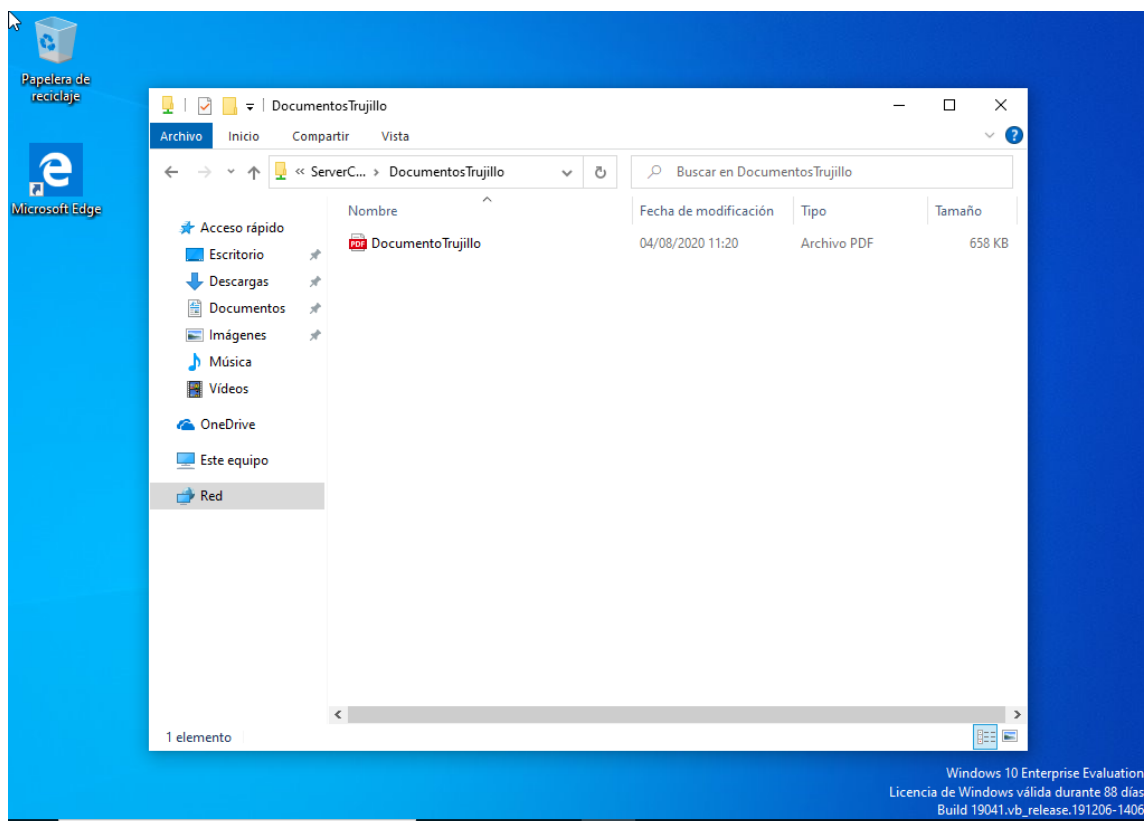 Papelera de
reciclaje
Microsoft Edge
DocumentosTrujillo
Archivo Inicio Compartir Vista
« ServerC... › DocumentosTrujillo
Buscar en DocumentosTrujillo
Nombre Fecha de modificación Tipo Tamaño
DocumentoTrujillo 04/08/2020 11:20 Archivo PDF 658 KB
Acceso rápido
Escritorio
Descargas
Documentos
Imágenes
Música
Vídeos
OneDrive
Este equipo
Red
1 elemento
Windows 10 Enterprise Evaluation
Licencia de Windows válida durante 88 días
Build 19041.vb_release.191206-1406